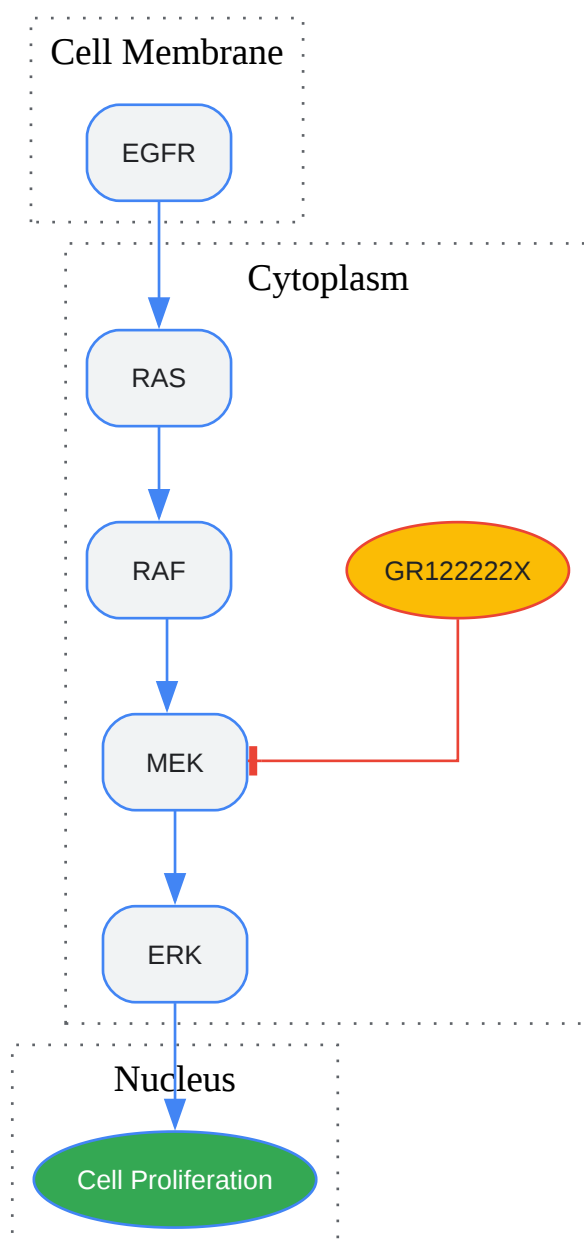 Cell Membrane
EGFR
Cytoplasm
RAS
RAF
GR122222X
MEK
ERK
Nucleus
Cell Proliferation